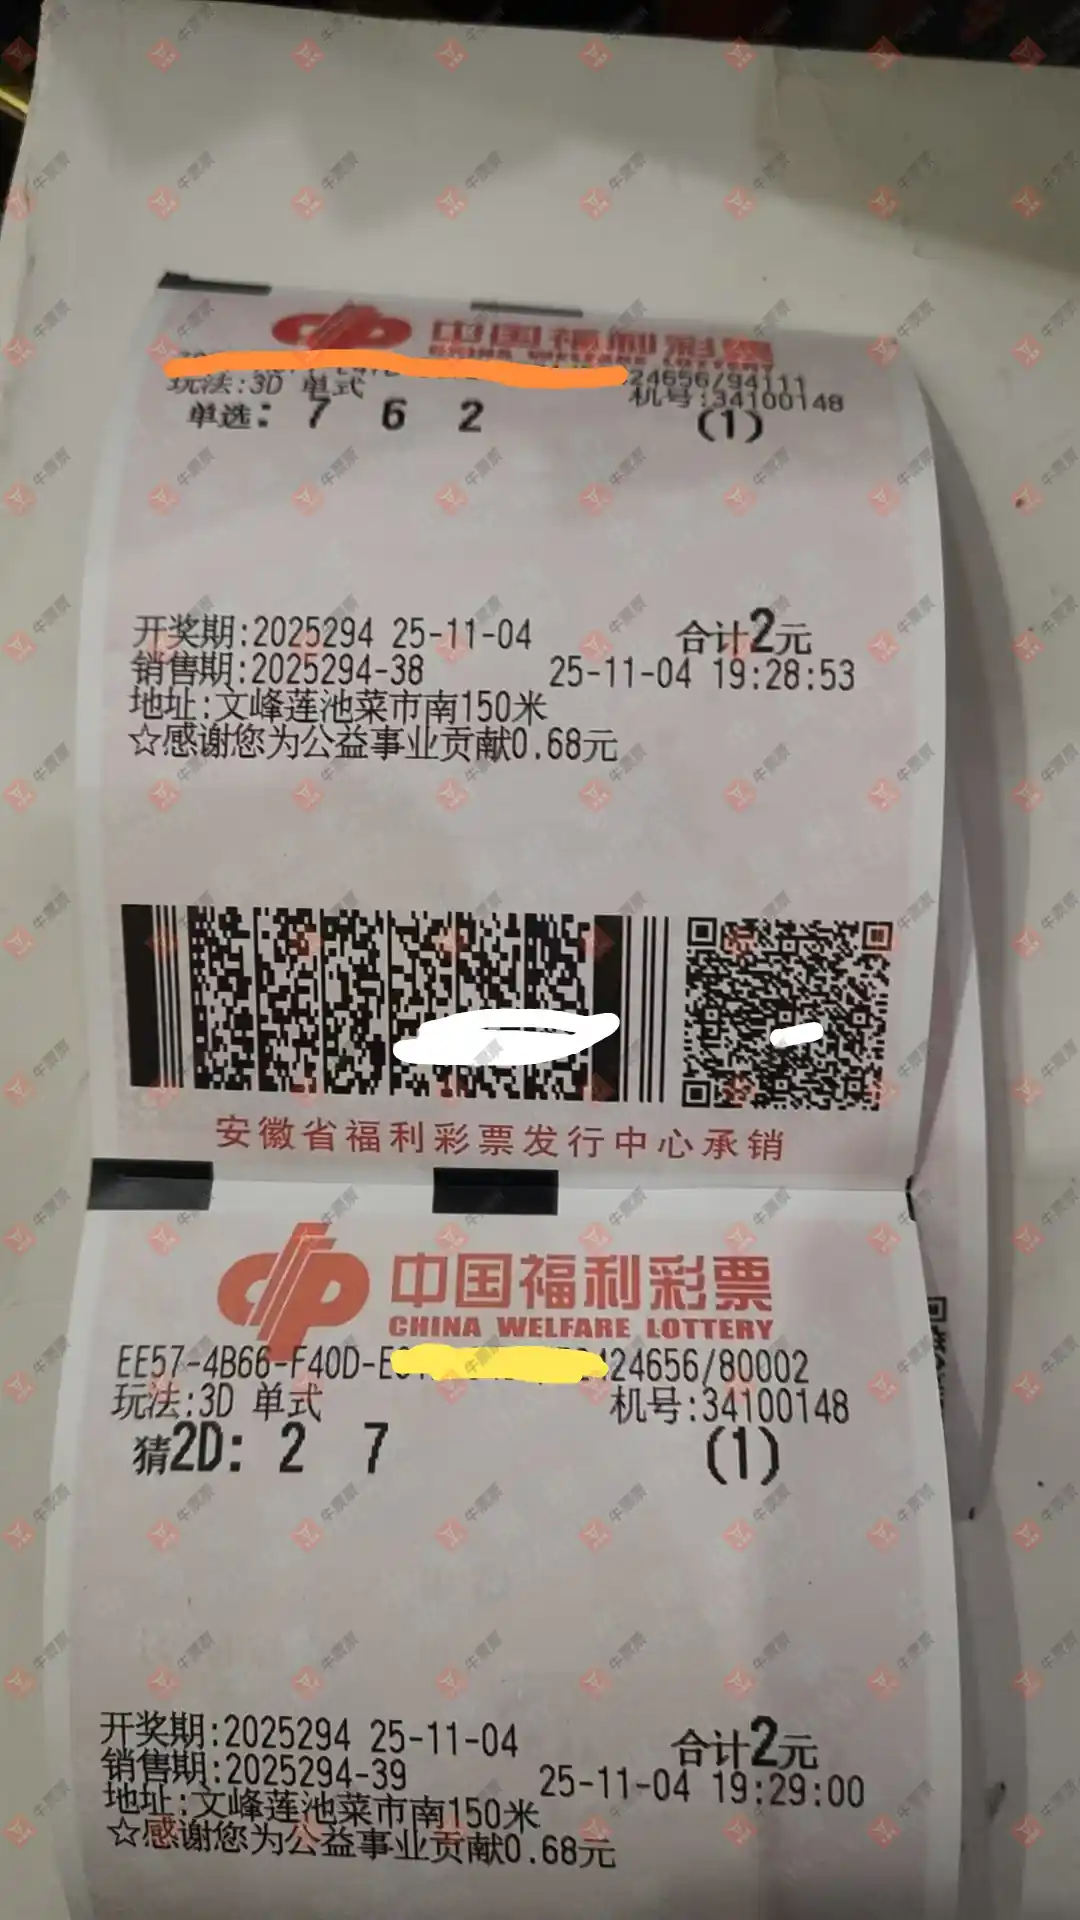 中国福利彩票
CHINA WELFARE LOTTERY
24656/94111
玩法:3D 单式 机号:34100148
单选: 7 6 2 (1)
开奖期:2025294 25-11-04 合计2元
销售期:2025294-38 25-11-04 19:28:53
地址:文峰莲池菜市南150米
☆感谢您为公益事业贡献0.68元
安徽省福利彩票发行中心承销
中国福利彩票
CHINA WELFARE LOTTERY
EE57-4B66-F40D-E 24656/80002
玩法:3D 单式 机号:34100148
猜2D: 2 7 (1)
开奖期:2025294 25-11-04 合计2元
销售期:2025294-39 25-11-04 19:29:00
地址:文峰莲池菜市南150米
☆感谢您为公益事业贡献0.68元